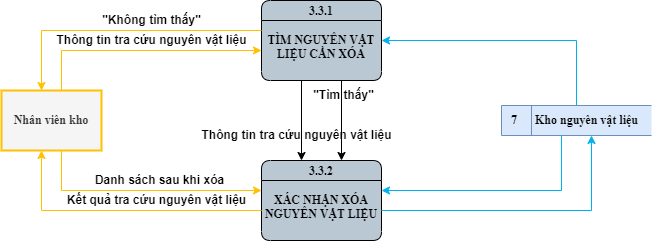 "Không tìm thấy"
Thông tin tra cứu nguyên vật liệu
3.3.1
TÌM NGUYÊN VẬT
LIỆU CẦN XÓA
"Tìm thấy"
Nhân viên kho
7 Kho nguyên vật liệu
Thông tin tra cứu nguyên vật liệu
3.3.2
XÁC NHẬN XÓA
NGUYÊN VẬT LIỆU
Danh sách sau khi xóa
Kết quả tra cứu nguyên vật liệu